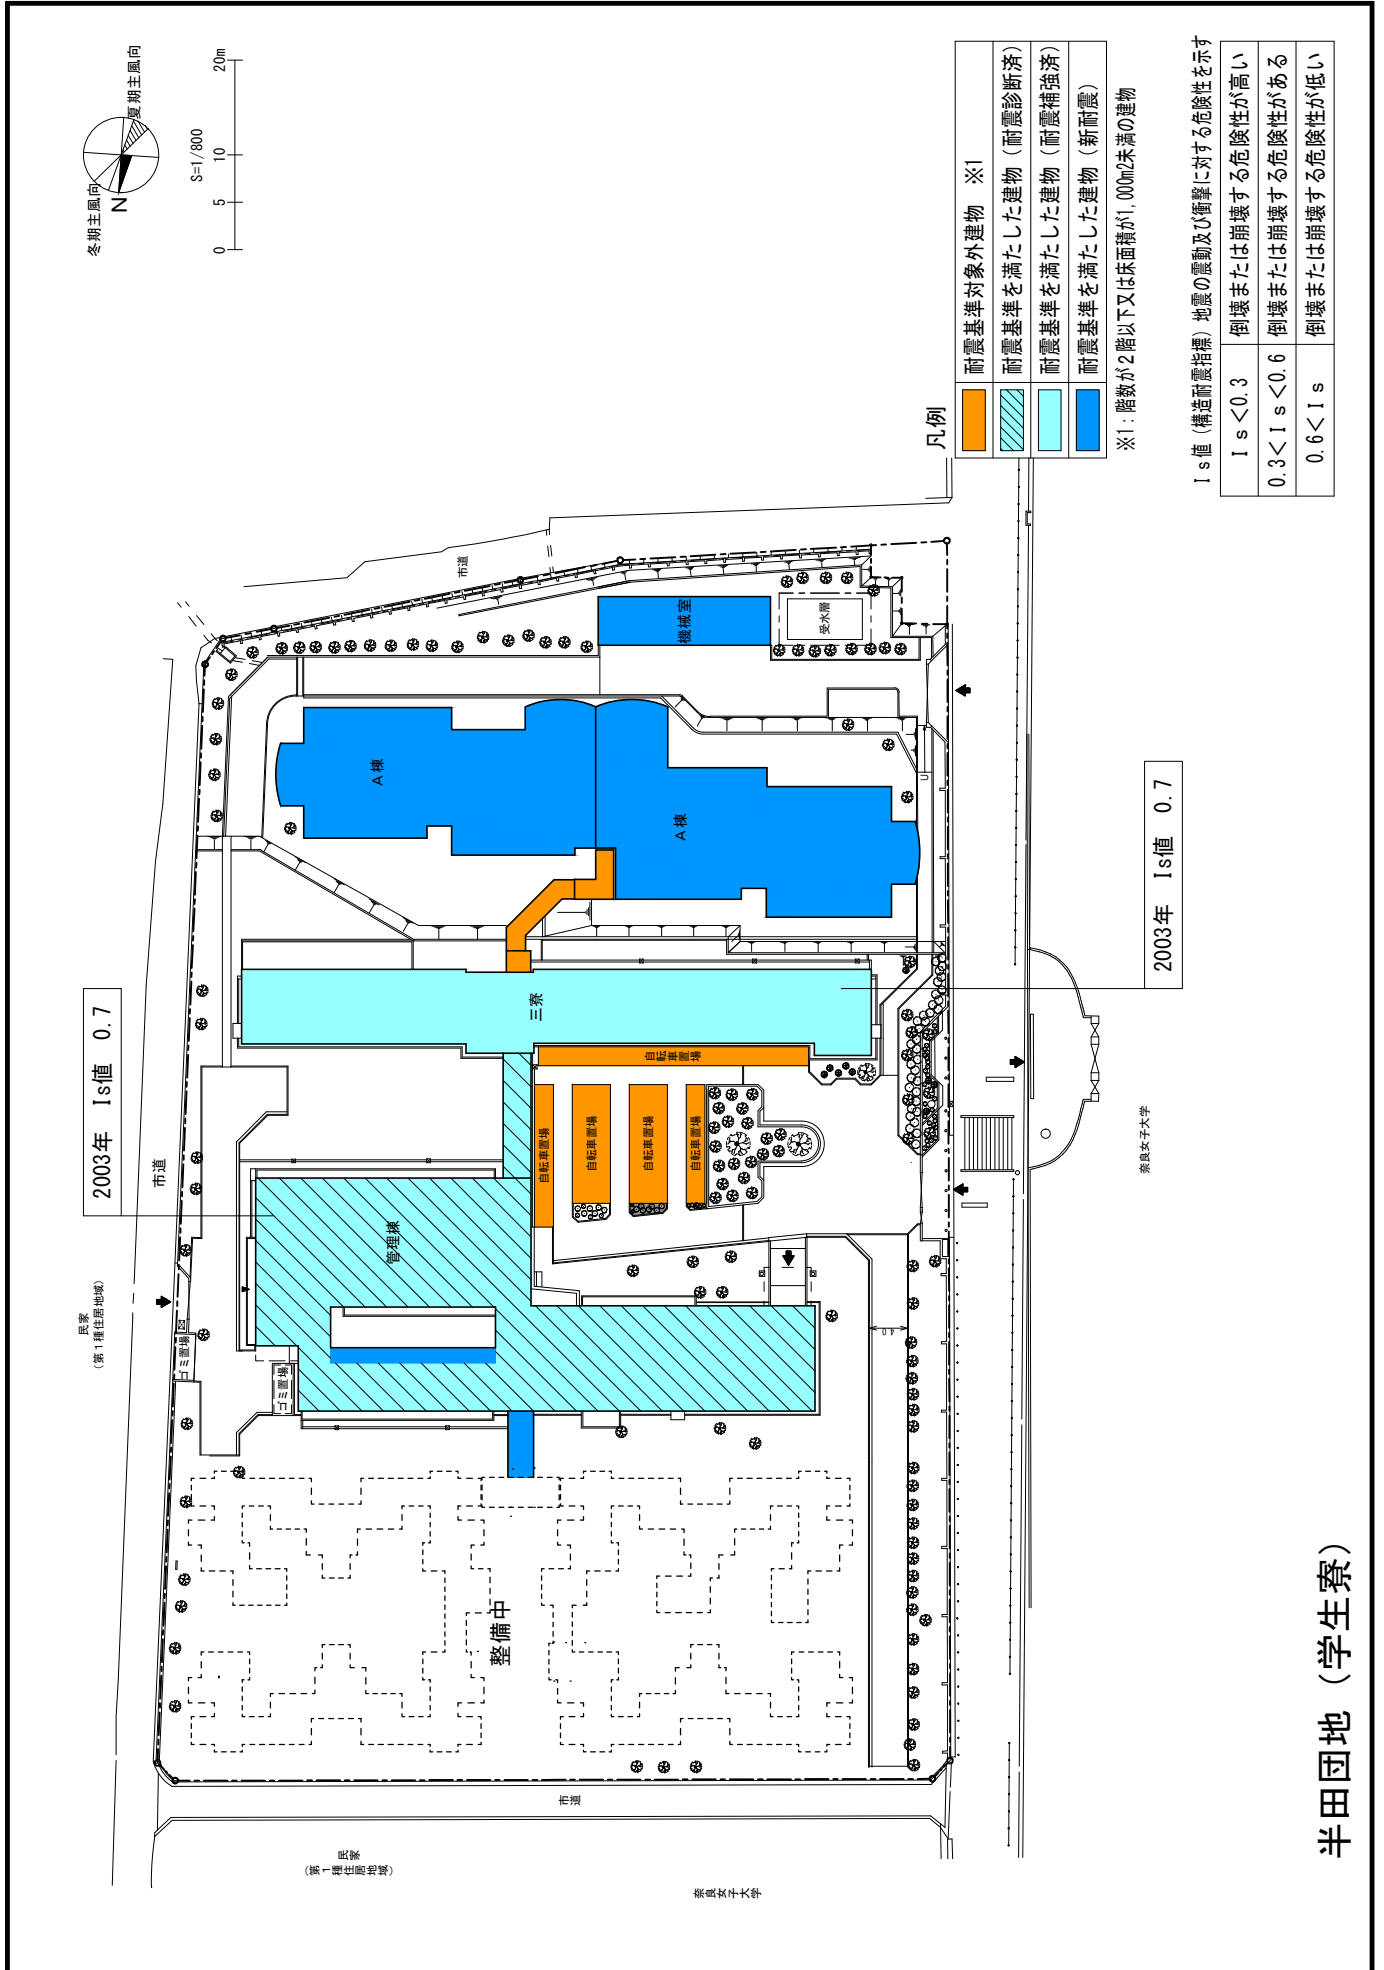 半田団地（学生寮）
冬期主風向
夏期主風向
N
S=1/800
0 5 10 20m
凡例
耐震基準対象外建物　※1
耐震基準を満たした建物（耐震診断済）
耐震基準を満たした建物（耐震補強済）
耐震基準を満たした建物（新耐震）
※1：階数が２階以下又は床面積が1,000m2未満の建物
Ｉｓ値（構造耐震指標）地震の震動及び衝撃に対する危険性を示す
Ｉｓ＜0.3 倒壊または崩壊する危険性が高い
0.3＜Ｉｓ＜0.6 倒壊または崩壊する危険性がある
0.6＜Ｉｓ 倒壊または崩壊する危険性が低い
2003年　Is値　0.7
2003年　Is値　0.7
市道
市道
市道
民家
（第１種住居地域）
民家
（第１種住居地域）
奈良女子大学
奈良女子大学
機械室
受水層
Ａ棟
Ａ棟
三寮
管理棟
自転車置場
自転車置場
自転車置場
自転車置場
自転車置場
ゴミ置場
ゴミ置場
整備中
4.0
U